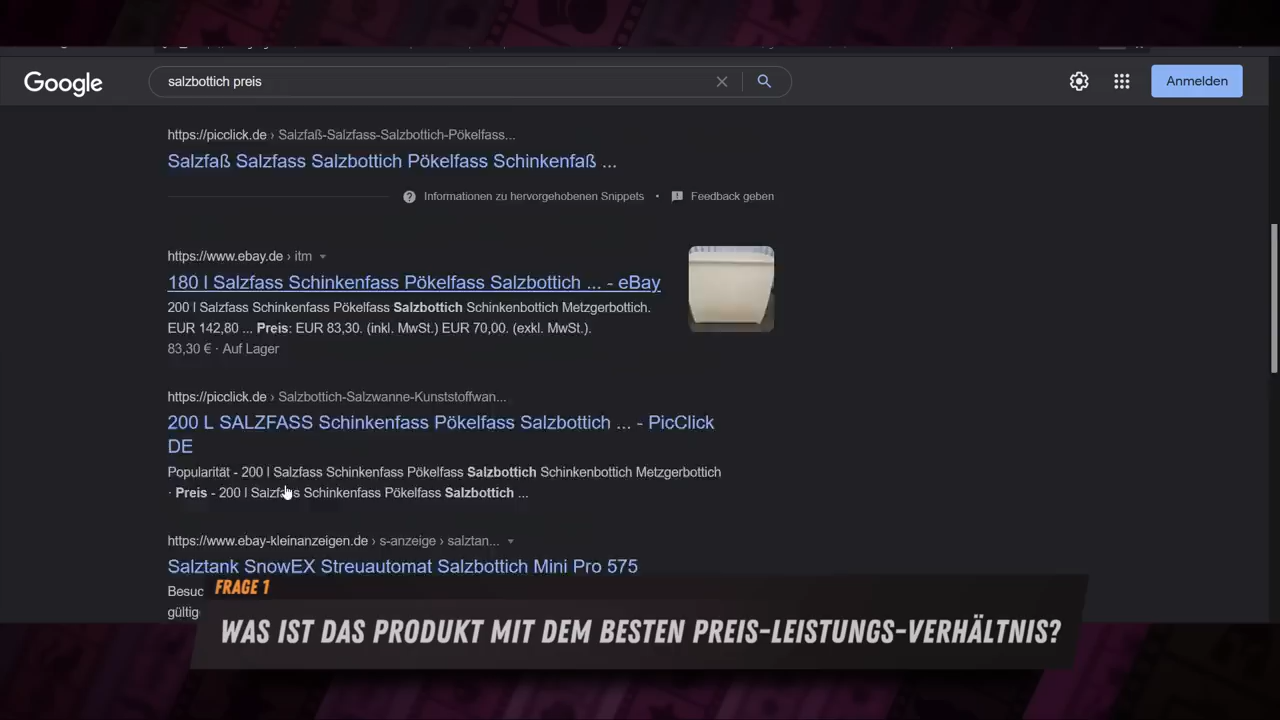 Google
salzbottich preis
Anmelden
https://picclick.de › Salzfaß-Salzfass-Salzbottich-Pökelfass...
Salzfaß Salzfass Salzbottich Pökelfass Schinkenfaß ...
Informationen zu hervorgehobenen Snippets • Feedback geben
https://www.ebay.de › itm
180 l Salzfass Schinkenfass Pökelfass Salzbottich ... - eBay
200 l Salzfass Schinkenfass Pökelfass Salzbottich Schinkenbottich Metzgerbottich.
EUR 142,80 ... Preis: EUR 83,30. (inkl. MwSt.) EUR 70,00. (exkl. MwSt.).
83,30 € · Auf Lager
https://picclick.de › Salzbottich-Salzwanne-Kunststoffwan...
200 L SALZFASS Schinkenfass Pökelfass Salzbottich ... - PicClick
DE
Popularität - 200 l Salzfass Schinkenfass Pökelfass Salzbottich Schinkenbottich Metzgerbottich
· Preis - 200 l Salzfass Schinkenfass Pökelfass Salzbottich ...
https://www.ebay-kleinanzeigen.de › s-anzeige › salztan...
Salztank SnowEX Streuautomat Salzbottich Mini Pro 575
Besuc
gültig
FRAGE 1
WAS IST DAS PRODUKT MIT DEM BESTEN PREIS-LEISTUNGS-VERHÄLTNIS?